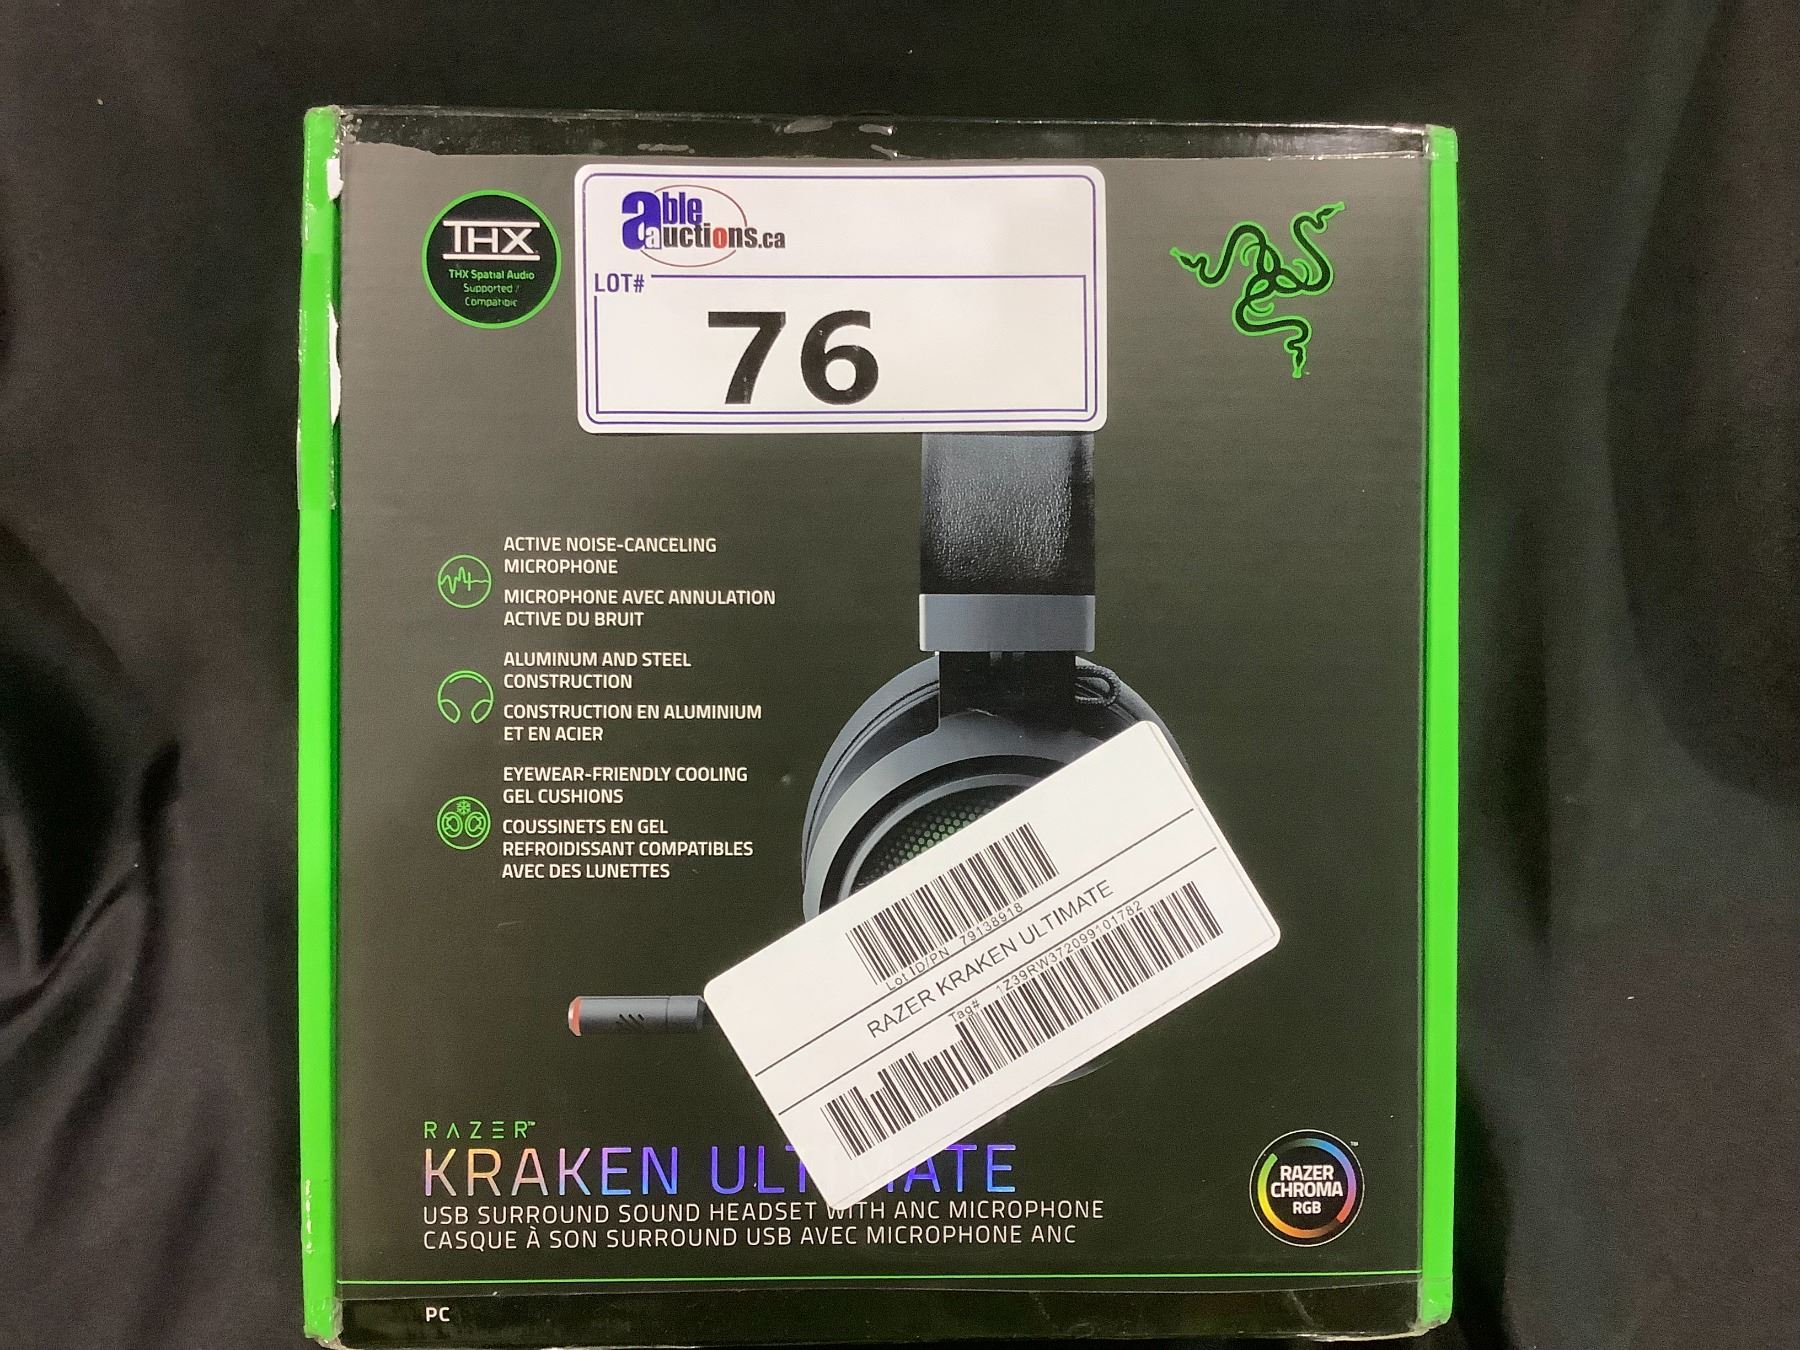 THX
THX Spatial Audio
Supported /
Compatible
able
auctions.ca
LOT#
76
ACTIVE NOISE-CANCELING
MICROPHONE
MICROPHONE AVEC ANNULATION
ACTIVE DU BRUIT
ALUMINUM AND STEEL
CONSTRUCTION
CONSTRUCTION EN ALUMINIUM
ET EN ACIER
EYEWEAR-FRIENDLY COOLING
GEL CUSHIONS
COUSSINETS EN GEL
REFROIDISSANT COMPATIBLES
AVEC DES LUNETTES
Lot ID/PN 79138918
RAZER KRAKEN ULTIMATE
Tag# 1Z39RW372099101782
RAZER™
KRAKEN ULTIMATE
USB SURROUND SOUND HEADSET WITH ANC MICROPHONE
CASQUE À SON SURROUND USB AVEC MICROPHONE ANC
RAZER
CHROMA
RGB
™
PC